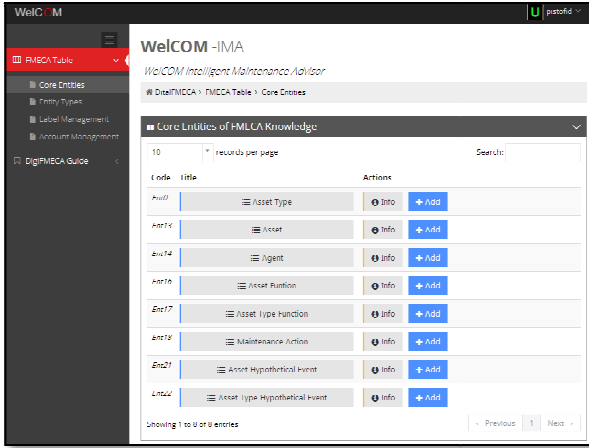 WelCOM
U pistofid
FMECA Table
Core Entities
Entity Types
Label Management
Account Management
DigiFMECA Guide
WelCOM -IMA
WelCOM Intelligent Maintenance Advisor
DitalFMECA > FMECA Table > Core Entities
Core Entities of FMECA Knowledge
10 records per page Search:
Code Title Actions
Ent0 Asset Type Info + Add
Ent13 Asset Info + Add
Ent14 Agent Info + Add
Ent16 Asset Funtion Info + Add
Ent17 Asset Type Function Info + Add
Ent18 Maintenance Action Info + Add
Ent21 Asset Hypothetical Event Info + Add
Ent22 Asset Type Hypothetical Event Info + Add
Showing 1 to 8 of 8 entries
Previous 1 Next